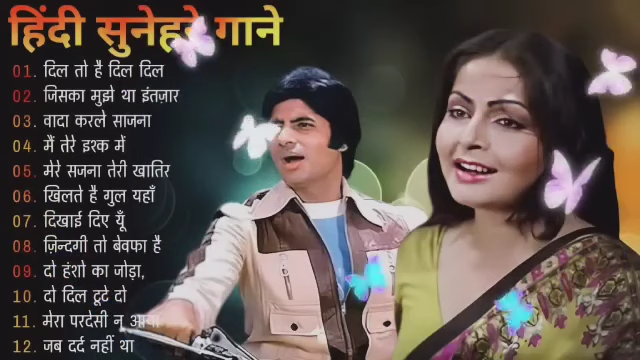 हिंदी सुनेहरे गाने
01. दिल तो है दिल दिल
02. जिसका मुझे था इंतज़ार
03. वादा करले साजना
04. मैं तेरे इश्क में
05. मेरे सजना तेरी खातिर
06. खिलते है गुल यहाँ
07. दिखाई दिए यूँ
08. ज़िन्दगी तो बेवफा है
09. दो हंशो का जोड़ा,
10. दो दिल टूटे दो
11. मेरा परदेसी न आया
12. जब दर्द नहीं था